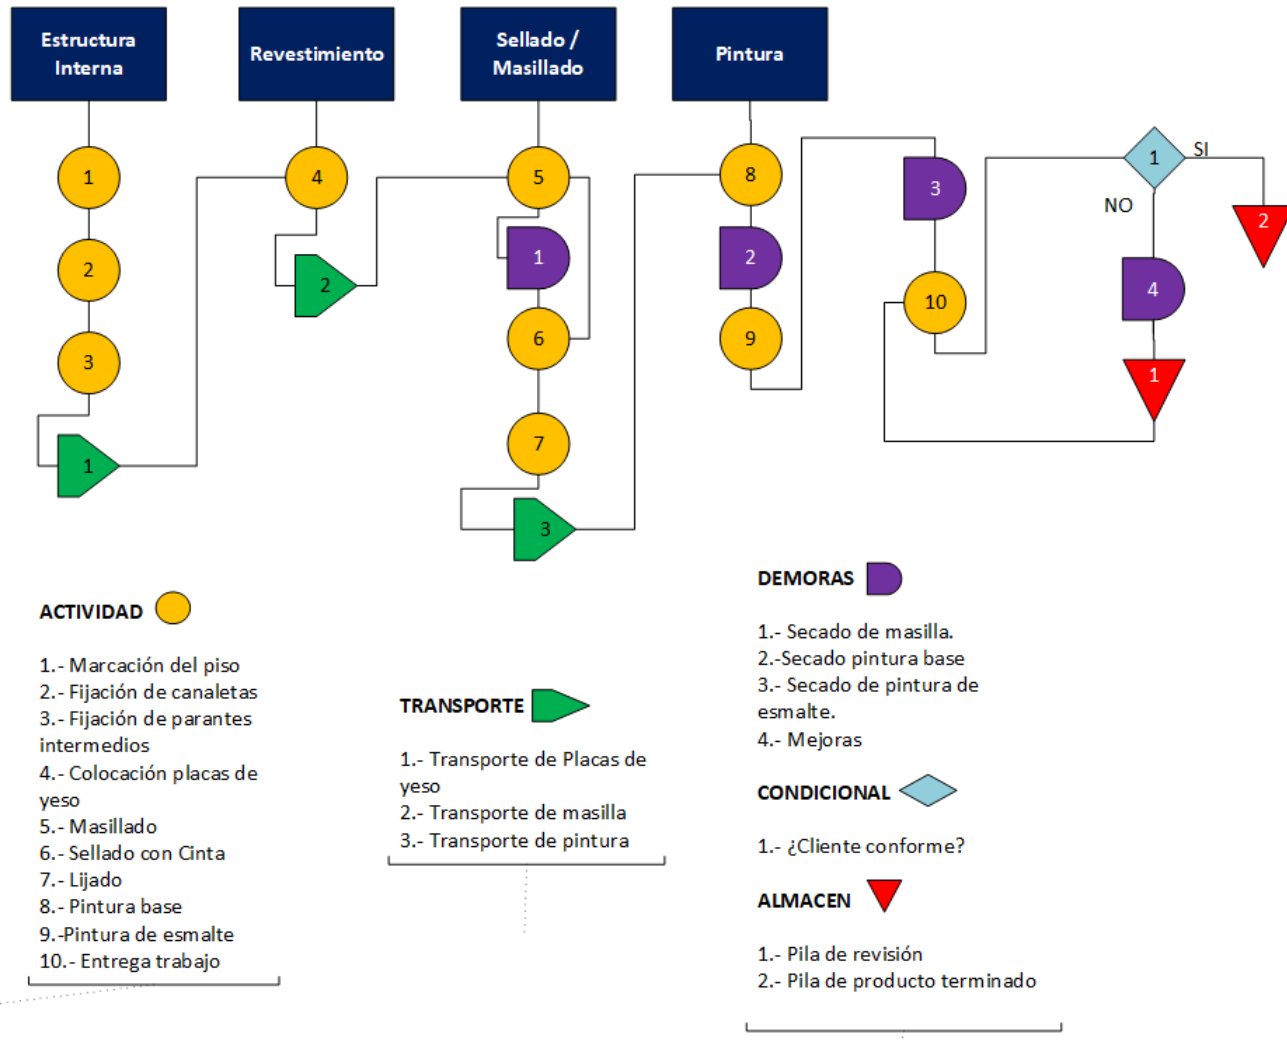 Estructura
Interna
Revestimiento
Sellado /
Masillado
Pintura
1
2
3
1
4
2
5
1
6
7
3
8
2
9
3
10
1
SI
NO
2
4
1
ACTIVIDAD
1.- Marcación del piso
2.- Fijación de canaletas
3.- Fijación de parantes
intermedios
4.- Colocación placas de
yeso
5.- Masillado
6.- Sellado con Cinta
7.- Lijado
8.- Pintura base
9.-Pintura de esmalte
10.- Entrega trabajo
TRANSPORTE
1.- Transporte de Placas de
yeso
2.- Transporte de masilla
3.- Transporte de pintura
DEMORAS
1.- Secado de masilla.
2.-Secado pintura base
3.- Secado de pintura de
esmalte.
4.- Mejoras
CONDICIONAL
1.- ¿Cliente conforme?
ALMACEN
1.- Pila de revisión
2.- Pila de producto terminado